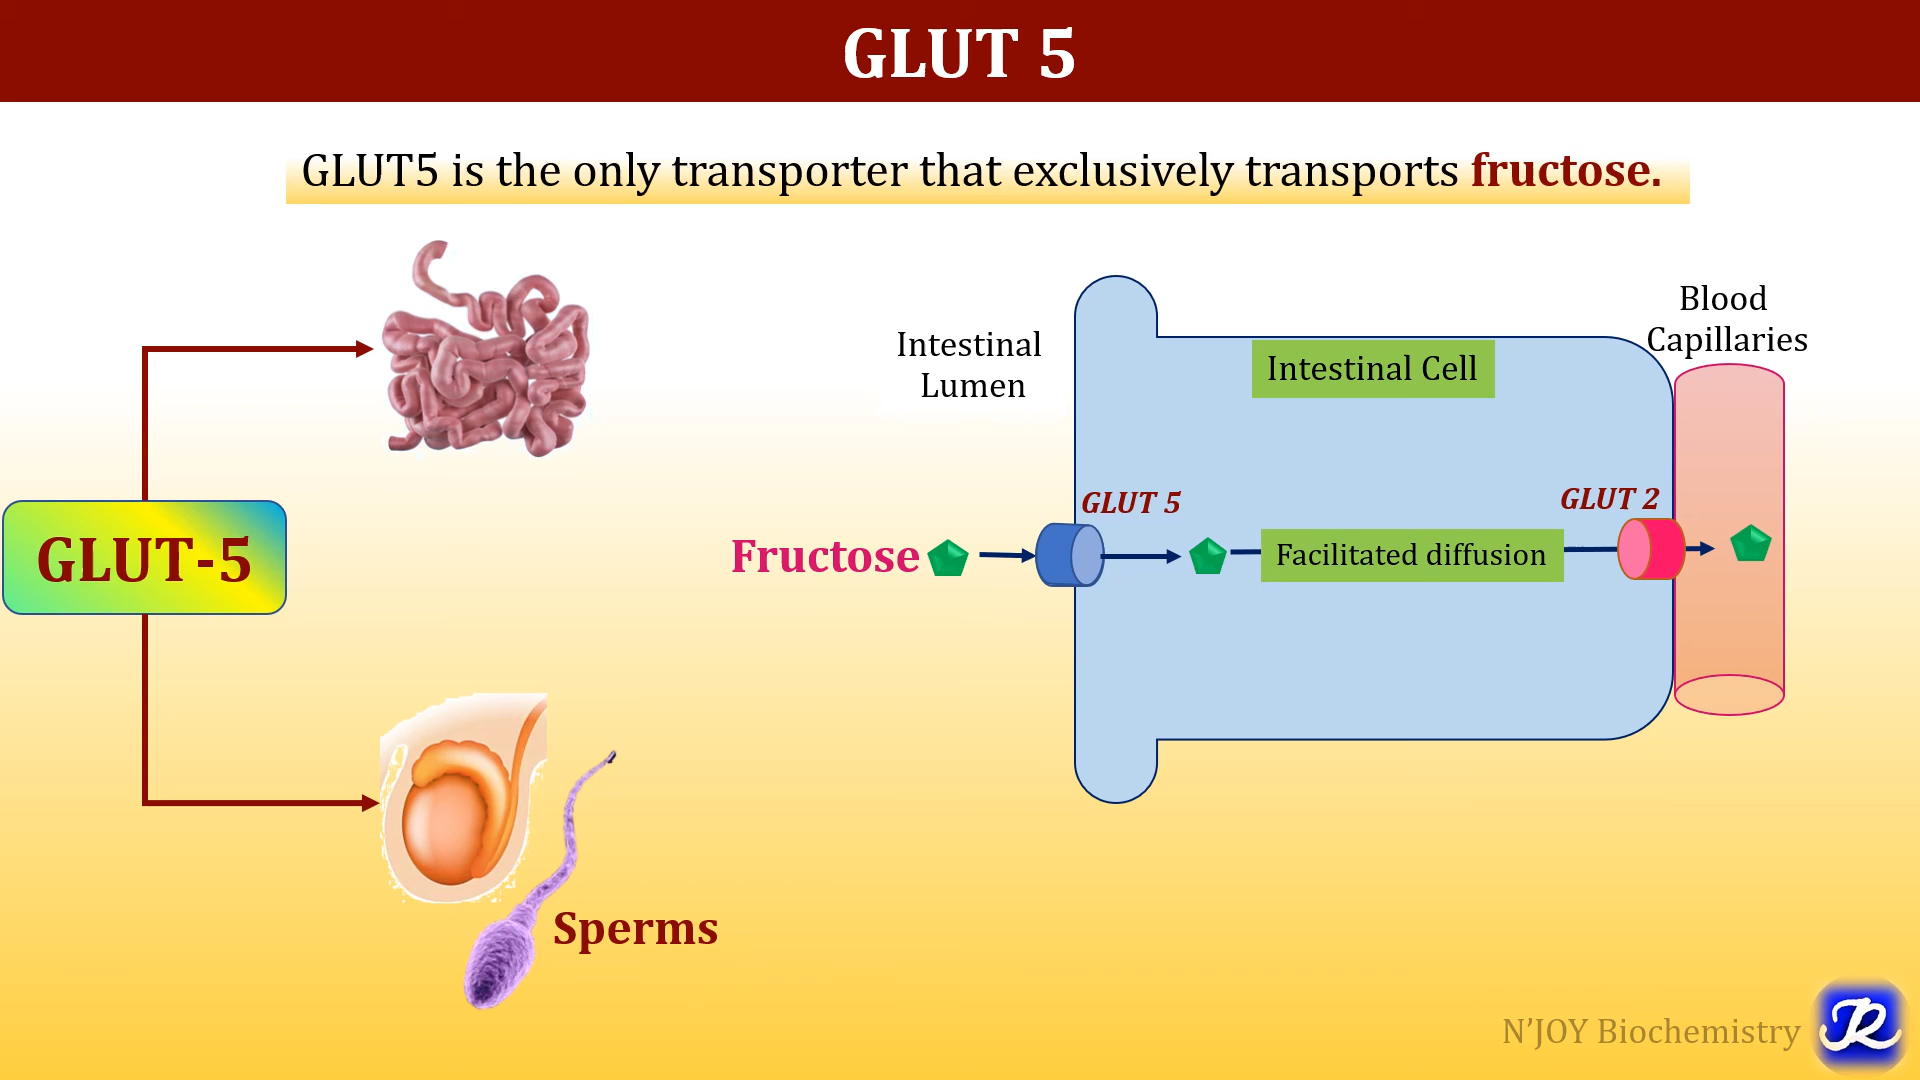 GLUT 5
GLUT5 is the only transporter that exclusively transports fructose.
Intestinal
Lumen
Intestinal Cell
Blood
Capillaries
GLUT-5
Fructose
GLUT 5
Facilitated diffusion
GLUT 2
Sperms
N’JOY Biochemistry
JR